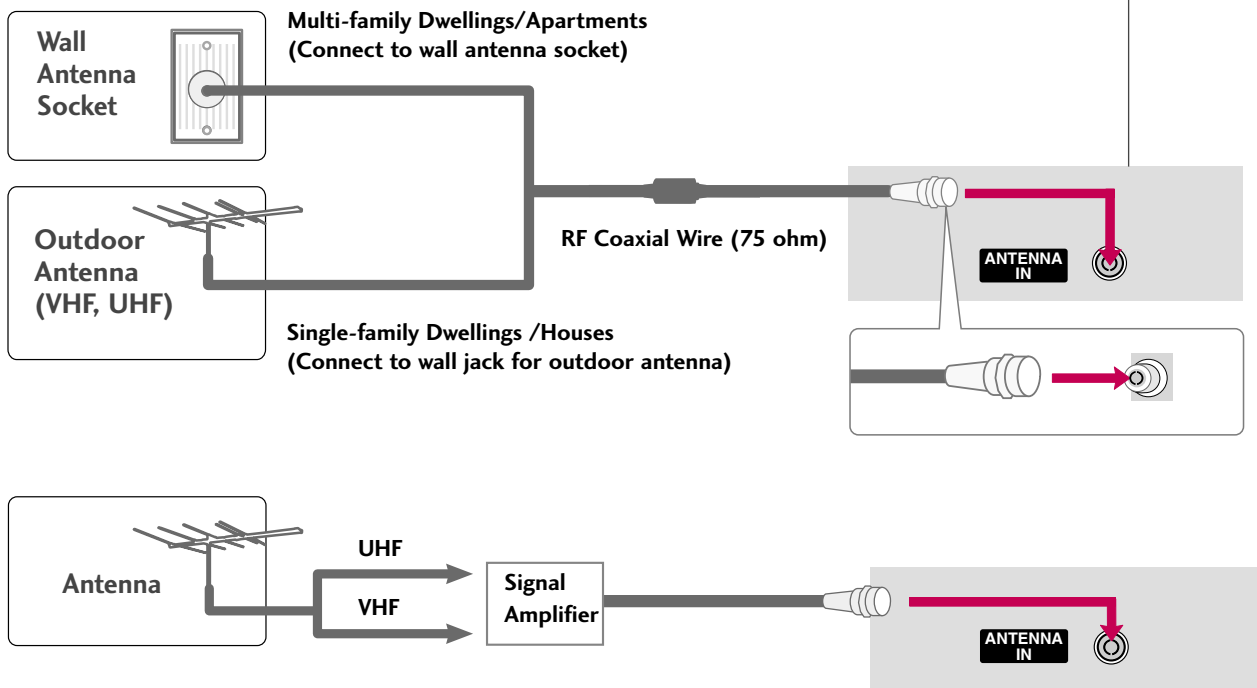 Wall
Antenna
Socket
Multi-family Dwellings/Apartments
(Connect to wall antenna socket)
Outdoor
Antenna
(VHF, UHF)
RF Coaxial Wire (75 ohm)
ANTENNA
IN
Single-family Dwellings /Houses
(Connect to wall jack for outdoor antenna)
Antenna
UHF
VHF
Signal
Amplifier
ANTENNA
IN